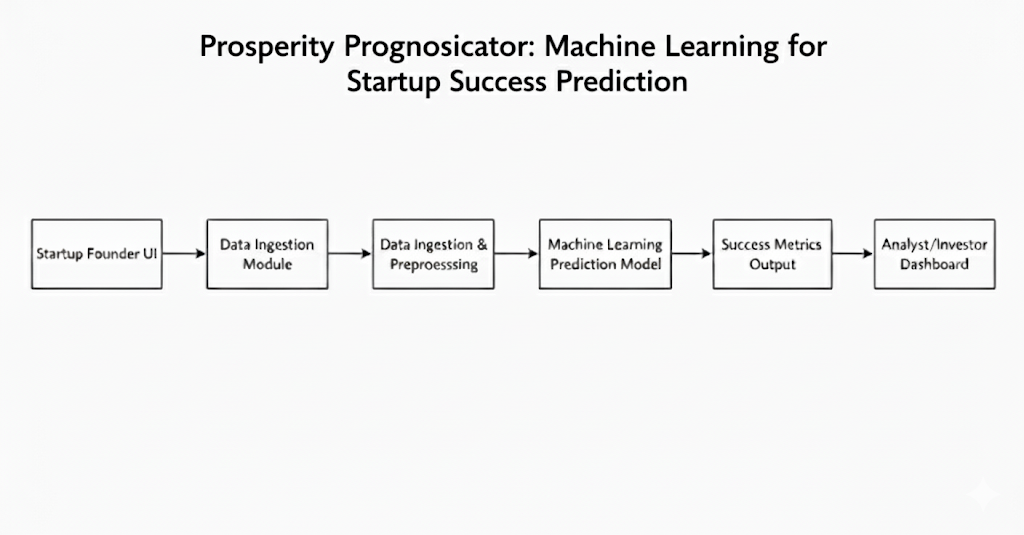 Prosperity Prognosicator: Machine Learning for
Startup Success Prediction
Startup Founder UI
Data Ingestion
Module
Data Ingestion &
Preproesssing
Machine Learning
Prediction Model
Success Metrics
Output
Analyst/Investor
Dashboard